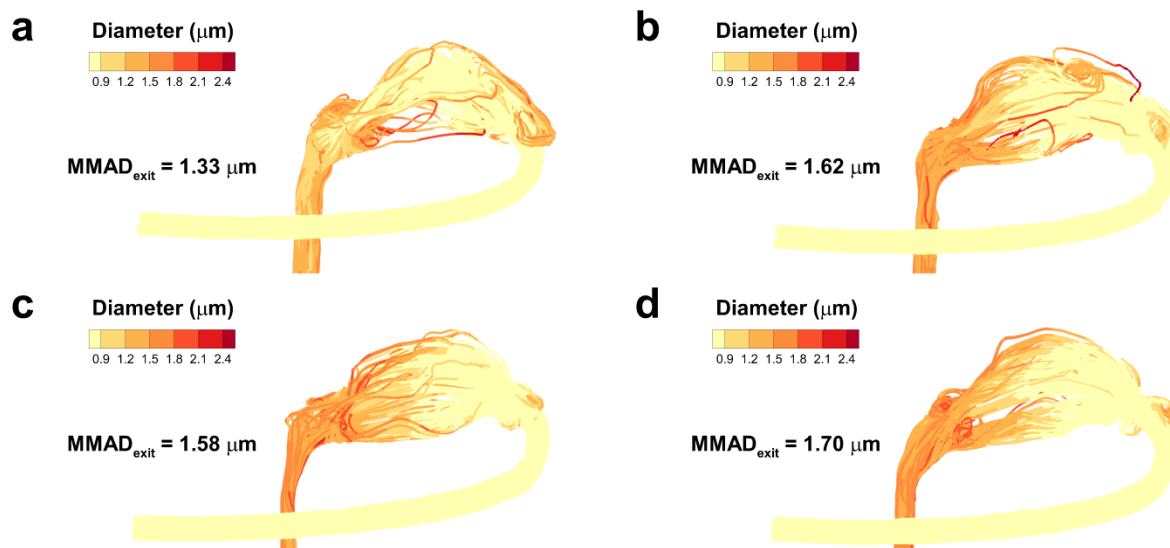 a
Diameter (μm)
0.9 1.2 1.5 1.8 2.1 2.4
MMADexit = 1.33 μm
b
Diameter (μm)
0.9 1.2 1.5 1.8 2.1 2.4
MMADexit = 1.62 μm
c
Diameter (μm)
0.9 1.2 1.5 1.8 2.1 2.4
MMADexit = 1.58 μm
d
Diameter (μm)
0.9 1.2 1.5 1.8 2.1 2.4
MMADexit = 1.70 μm